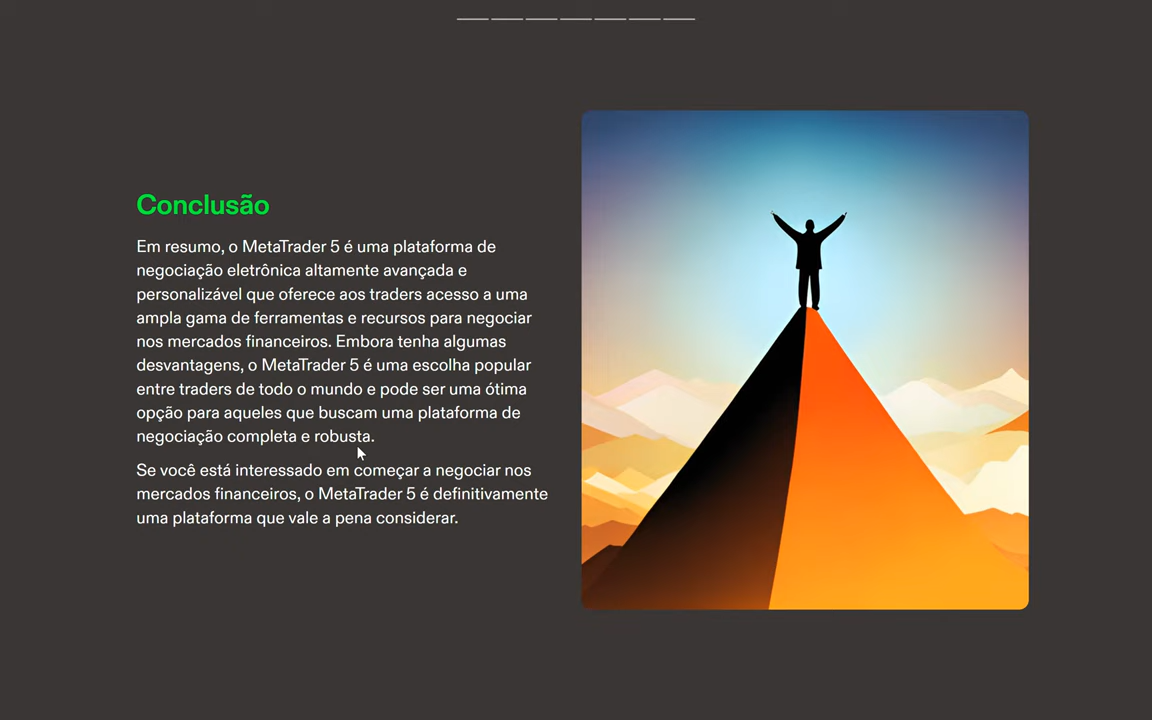 Conclusão
Em resumo, o MetaTrader 5 é uma plataforma de
negociação eletrônica altamente avançada e
personalizável que oferece aos traders acesso a uma
ampla gama de ferramentas e recursos para negociar
nos mercados financeiros. Embora tenha algumas
desvantagens, o MetaTrader 5 é uma escolha popular
entre traders de todo o mundo e pode ser uma ótima
opção para aqueles que buscam uma plataforma de
negociação completa e robusta.
Se você está interessado em começar a negociar nos
mercados financeiros, o MetaTrader 5 é definitivamente
uma plataforma que vale a pena considerar.